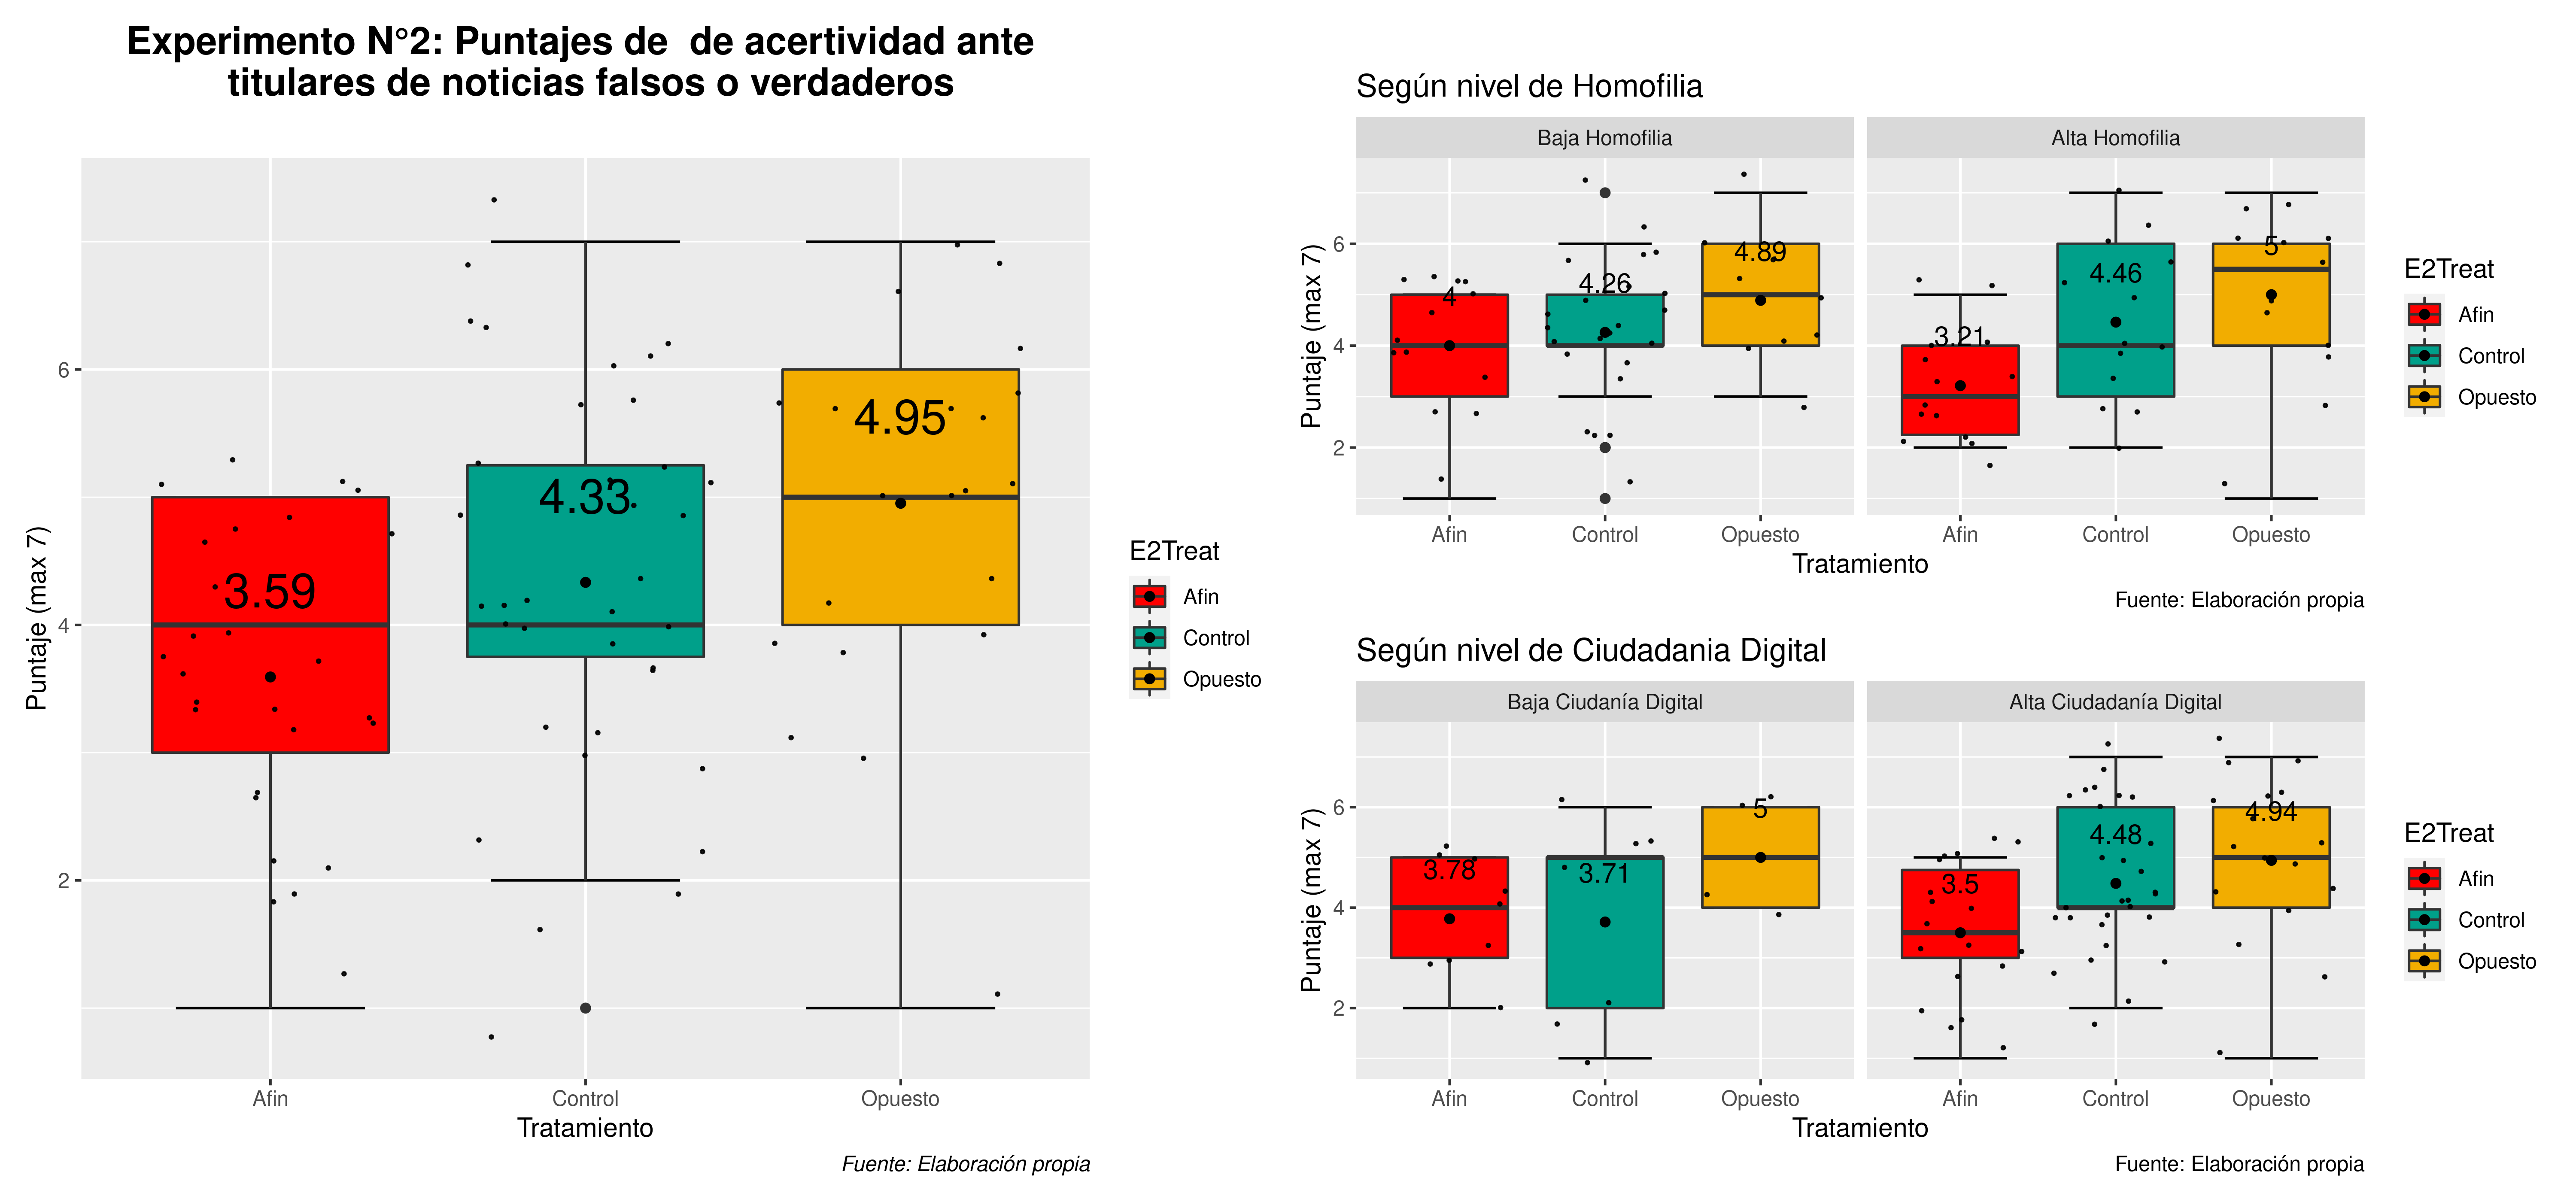 Experimento N°2: Puntajes de  de acertividad ante
titulares de noticias falsos o verdaderos
Puntaje (max 7)
6
4
2
3.59
4.33
4.95
Afin
Control
Opuesto
Tratamiento
Fuente: Elaboración propia
E2Treat
Afin
Control
Opuesto
Según nivel de Homofilia
Baja Homofilia
Alta Homofilia
Puntaje (max 7)
6
4
2
4
4.26
4.89
3.21
4.46
5
Afin
Control
Opuesto
Afin
Control
Opuesto
Tratamiento
Fuente: Elaboración propia
E2Treat
Afin
Control
Opuesto
Según nivel de Ciudadania Digital
Baja Ciudanía Digital
Alta Ciudadanía Digital
Puntaje (max 7)
6
4
2
3.78
3.71
5
3.5
4.48
4.94
Afin
Control
Opuesto
Afin
Control
Opuesto
Tratamiento
Fuente: Elaboración propia
E2Treat
Afin
Control
Opuesto